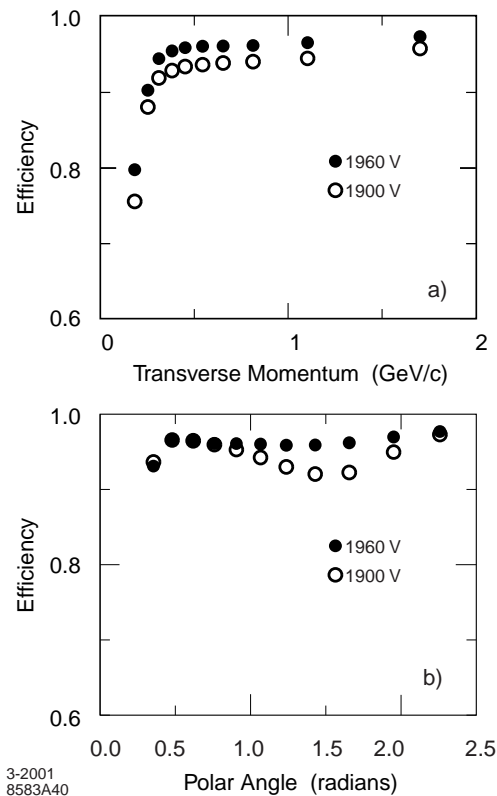 1.0
0.8
0.6
Efficiency
1960 V
1900 V
a)
0 1 2
Transverse Momentum (GeV/c)
1.0
0.8
0.6
Efficiency
1960 V
1900 V
b)
0.0 0.5 1.0 1.5 2.0 2.5
Polar Angle (radians)
3-2001
8583A40